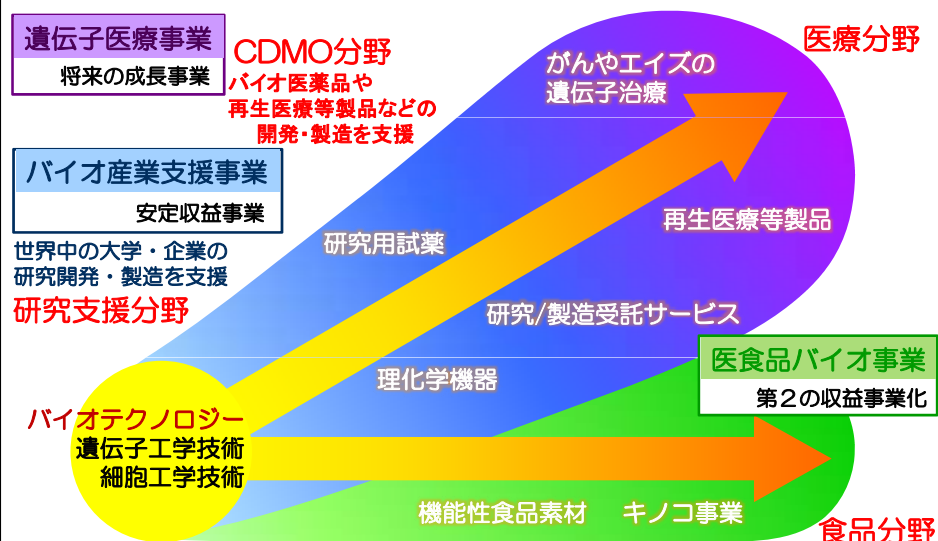 遺伝子医療事業
将来の成長事業
CDMO分野
バイオ医薬品や
再生医療等製品などの
開発・製造を支援
がんやエイズの
遺伝子治療
医療分野
バイオ産業支援事業
安定収益事業
世界中の大学・企業の
研究開発・製造を支援
研究支援分野
研究用試薬
再生医療等製品
研究/製造受託サービス
理化学機器
医食品バイオ事業
第２の収益事業化
バイオテクノロジー
遺伝子工学技術
細胞工学技術
機能性食品素材
キノコ事業
食品分野